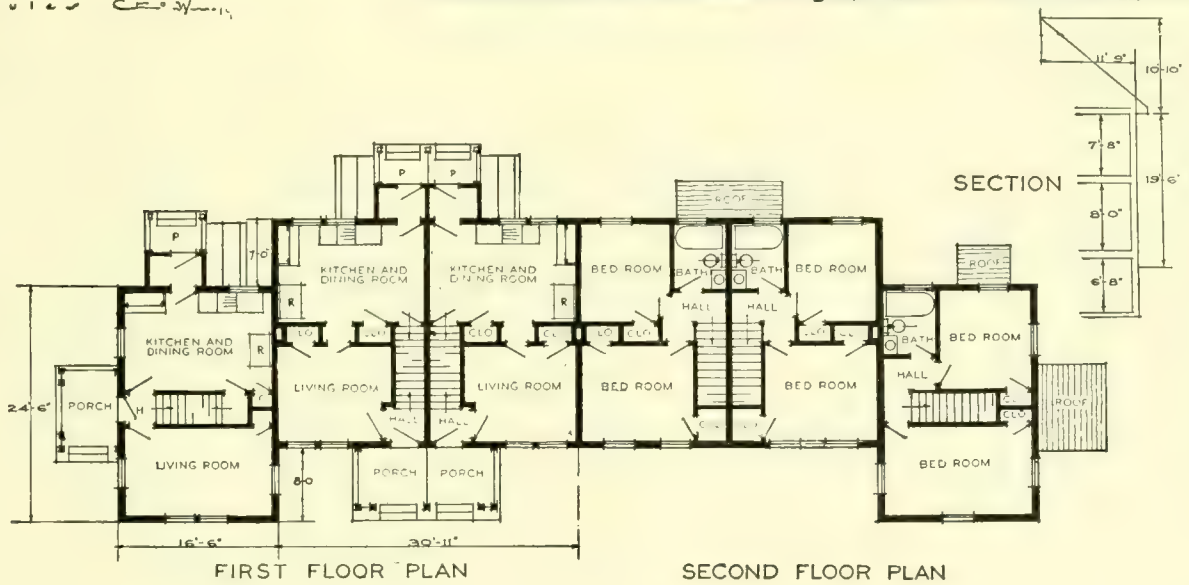 11'-9"
10'-10"
7'-8"
SECTION
19'-6"
8'-0"
6'-8"
P P
P
7'-0"
KITCHEN AND
DINING ROOM
KITCHEN AND
DINING ROOM
R
CLO
CLO
LIVING ROOM
LIVING ROOM
HALL HALL
PORCH PORCH
KITCHEN AND
DINING ROOM
R
R
24'-6"
PORCH
H
C
LIVING ROOM
8'-0
16'-6"
30'-11"
FIRST FLOOR PLAN
ROOF
BED ROOM
BATH
BATH
BED ROOM
HALL
HALL
CLO
CLO
BED ROOM
BED ROOM
ROOF
BATH
BED ROOM
HALL
CLO
ROOF
BED ROOM
SECOND FLOOR PLAN